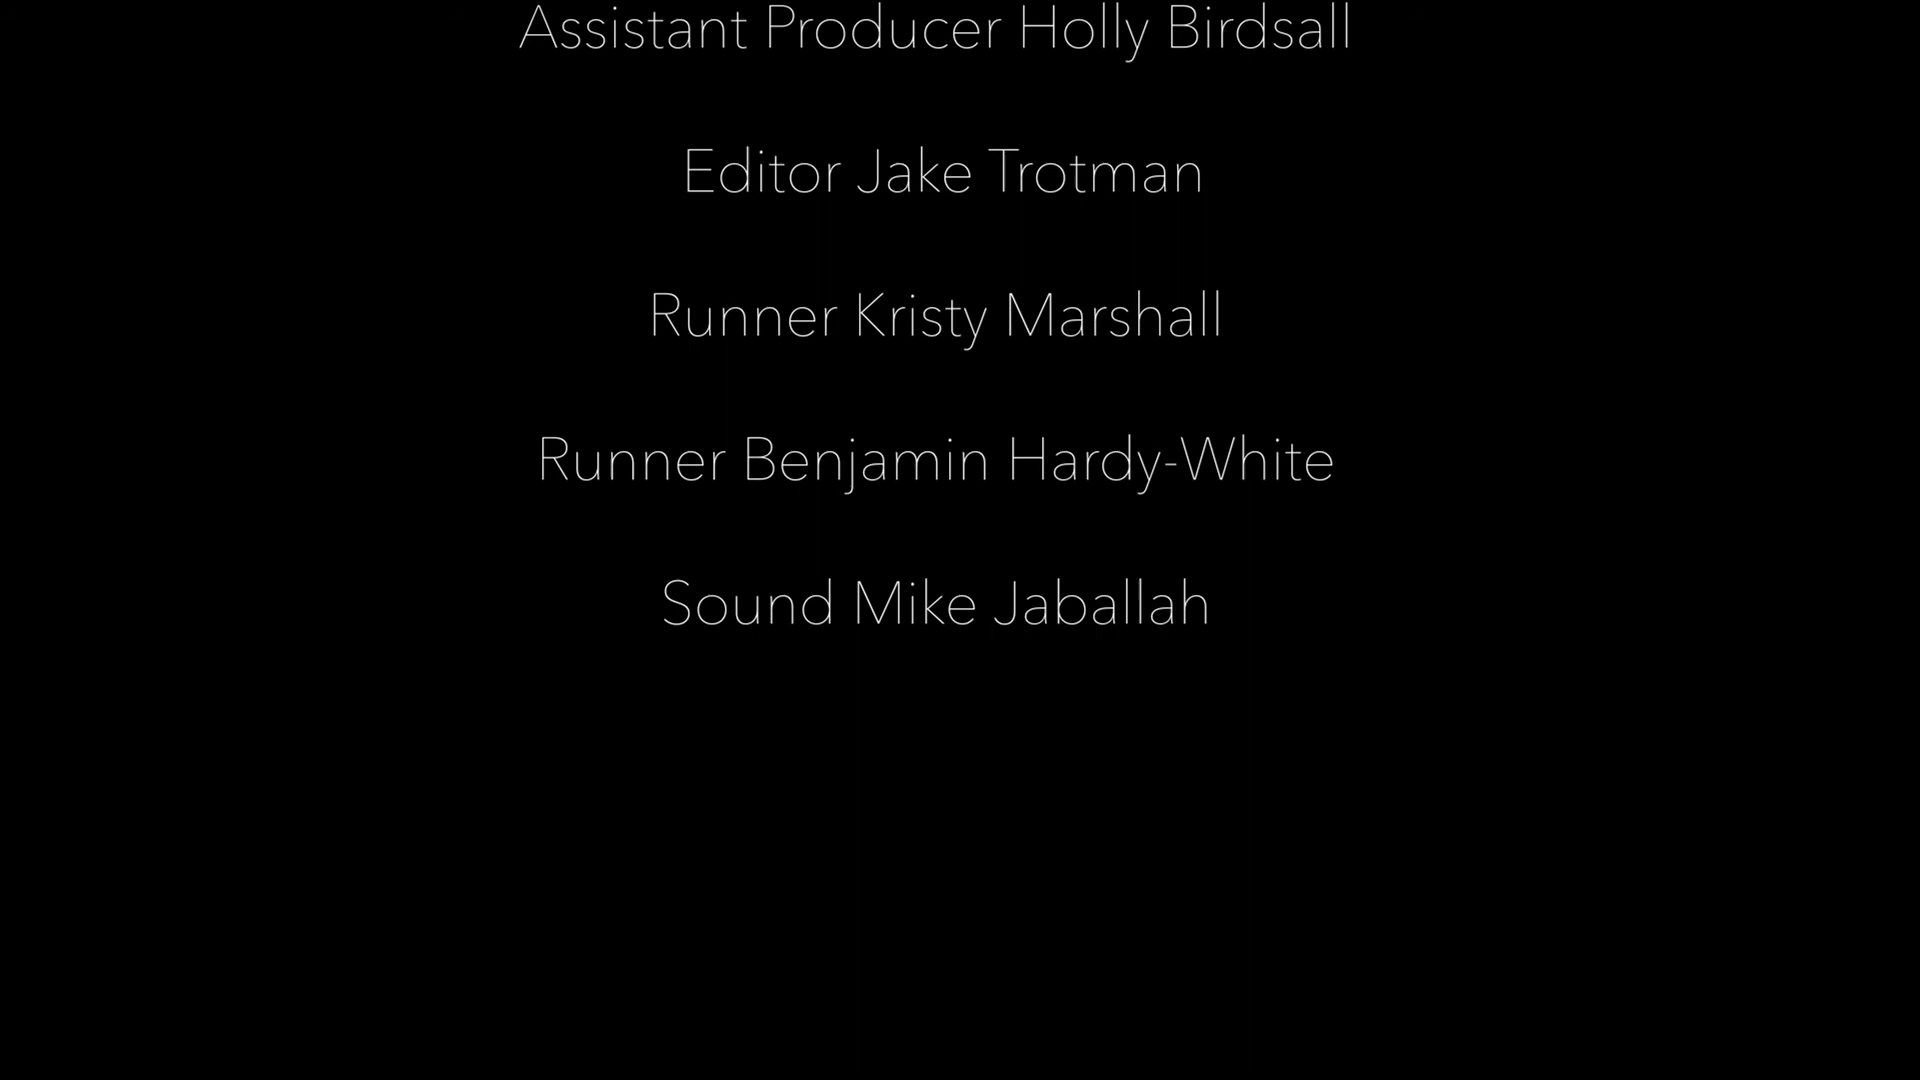 Assistant Producer Holly Birdsall
Editor Jake Trotman
Runner Kristy Marshall
Runner Benjamin Hardy-White
Sound Mike Jaballah